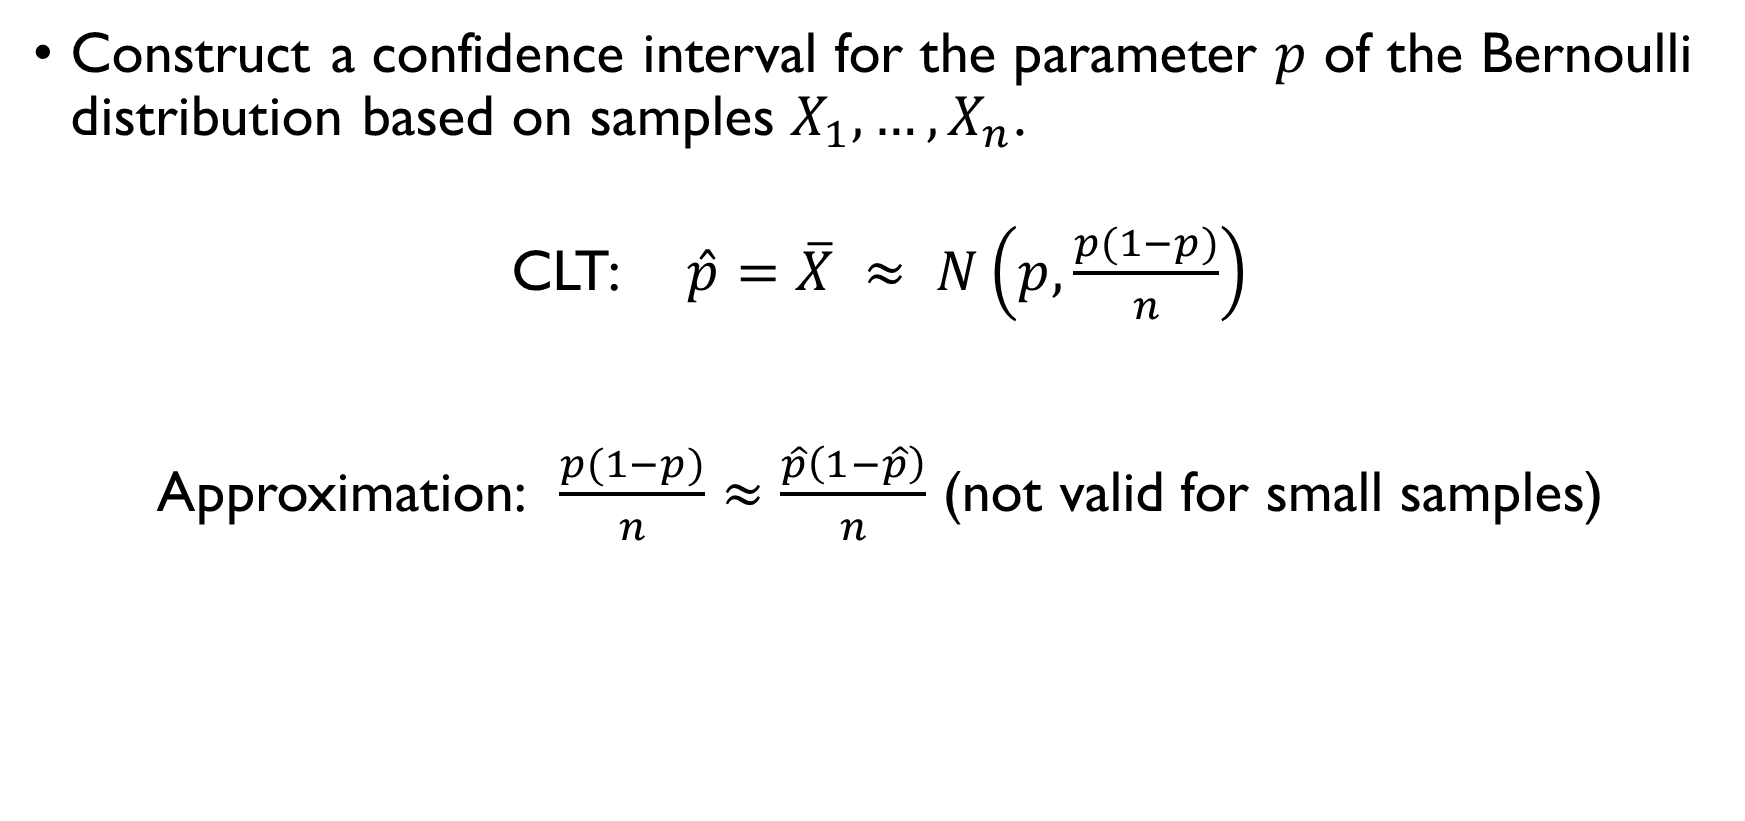 • Construct a confidence interval for the parameter p of the Bernoulli
distribution based on samples X₁, … , Xₙ.
CLT: p̂ = X̄ ≈ N(p, p(1−p)/n)
Approximation: p(1−p)/n ≈ p̂(1−p̂)/n (not valid for small samples)